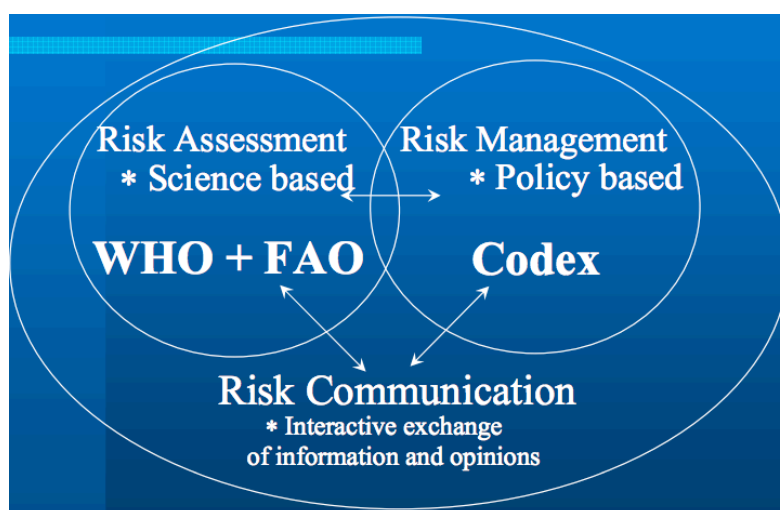 Risk Assessment
* Science based
WHO + FAO
Risk Management
* Policy based
Codex
Risk Communication
* Interactive exchange
of information and opinions